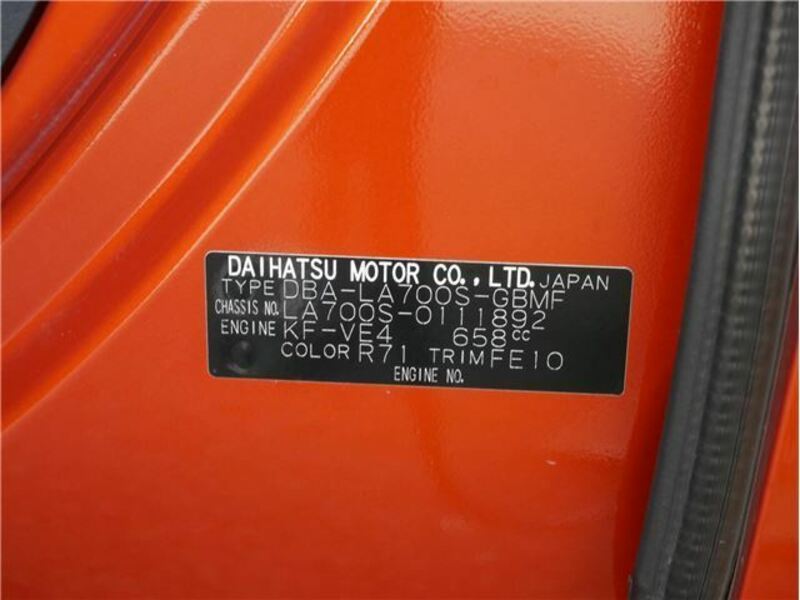 DAIHATSU MOTOR CO., LTD. JAPAN
TYPE DBA-LA700S-GBMF
CHASSIS NO. LA700S-0111892
ENGINE KF-VE4 658cc
COLOR R71 TRIM FE10
ENGINE NO.